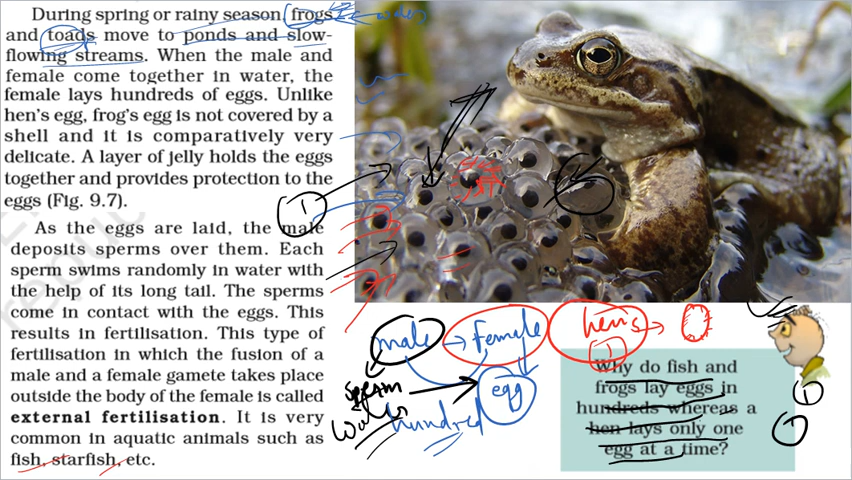 During spring or rainy season, frogs
and toads move to ponds and slow-
flowing streams. When the male and
female come together in water, the
female lays hundreds of eggs. Unlike
hen's egg, frog's egg is not covered by a
shell and it is comparatively very
delicate. A layer of jelly holds the eggs
together and provides protection to the
eggs (Fig. 9.7).
1
As the eggs are laid, the male
deposits sperms over them. Each
sperm swims randomly in water with
the help of its long tail. The sperms
come in contact with the eggs. This
results in fertilisation. This type of
fertilisation in which the fusion of a
male and a female gamete takes place
outside the body of the female is called
external fertilisation. It is very
common in aquatic animals such as
fish, starfish, etc.
male → female
hen's → 0
1
sperm
egg
water
hundred
Why do fish and
frogs lay eggs in
hundreds whereas a
hen lays only one
egg at a time?
1
1